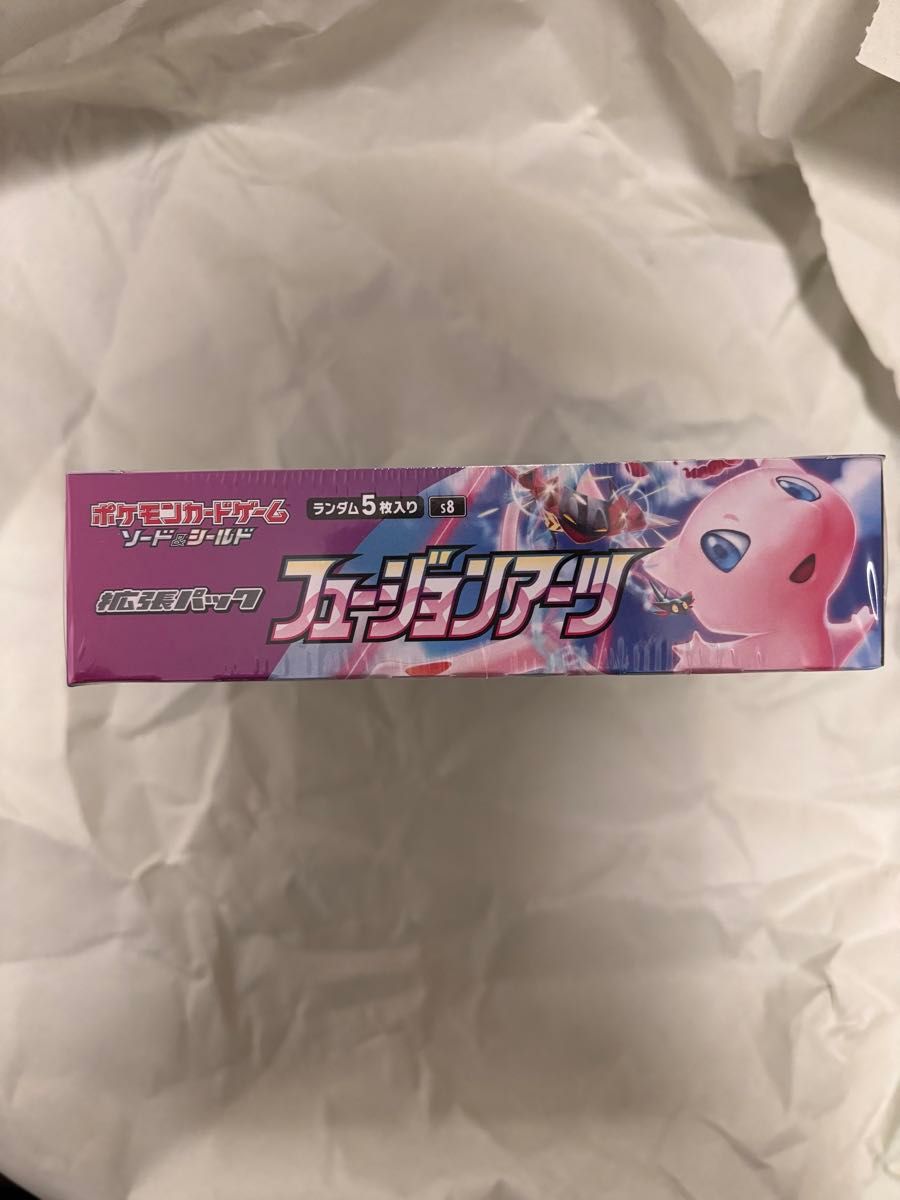 ポケモンカードゲーム
ソード&シールド
ランダム5枚入り s8
拡張パック
フュージョンアーツ